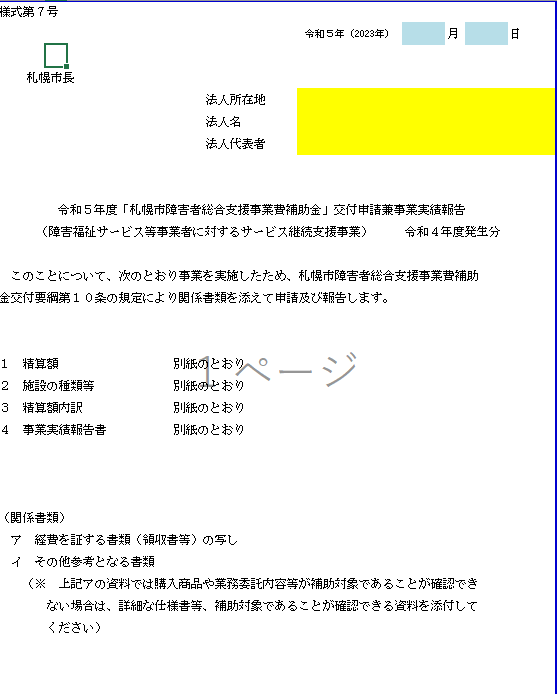 様式第７号
令和５年（2023年） 月 日
札幌市長
法人所在地
法人名
法人代表者
令和５年度「札幌市障害者総合支援事業費補助金」交付申請兼事業実績報告
（障害福祉サービス等事業者に対するサービス継続支援事業） 令和４年度発生分
このことについて、次のとおり事業を実施したため、札幌市障害者総合支援事業費補助
金交付要綱第１０条の規定により関係書類を添えて申請及び報告します。
1 精算額 別紙のとおり
1 ページ
2 施設の種類等 別紙のとおり
3 精算額内訳 別紙のとおり
4 事業実績報告書 別紙のとおり
（関係書類）
ア 経費を証する書類（領収書等）の写し
イ その他参考となる書類
（※ 上記アの資料では購入商品や業務委託内容等が補助対象であることが確認でき
ない場合は、詳細な仕様書等、補助対象であることが確認できる資料を添付して
ください）